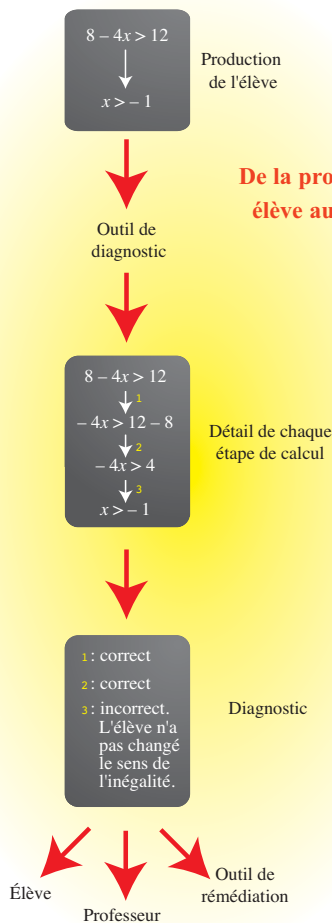 8 – 4x > 12
x > – 1
Production
de l'élève
De la pro
élève au
Outil de
diagnostic
8 – 4x > 12
1
– 4x > 12 – 8
2
– 4x > 4
3
x > – 1
Détail de chaque
étape de calcul
1 : correct
2 : correct
3 : incorrect.
L'élève n'a
pas changé
le sens de
l'inégalité.
Diagnostic
Élève
Professeur
Outil de
rémédiation